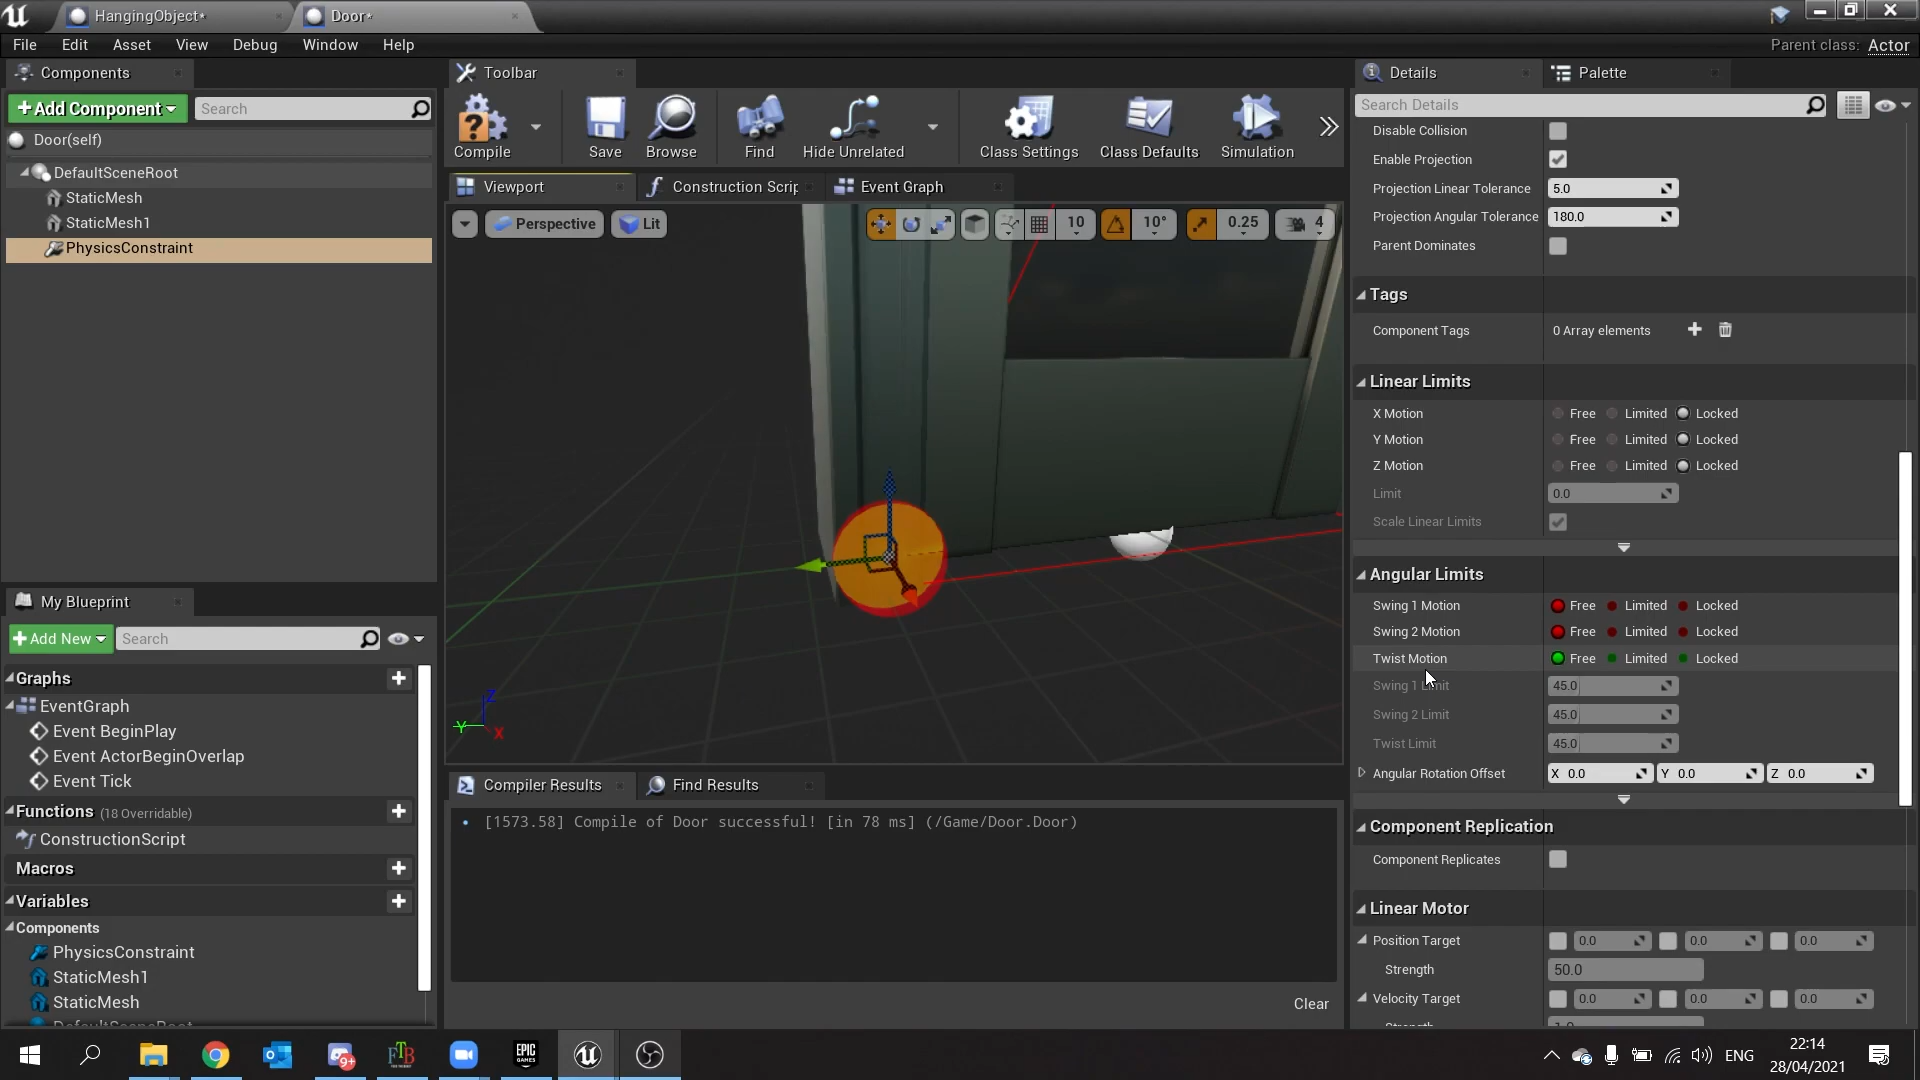 HangingObject*
Door*
File Edit Asset View Debug Window Help
Parent class: Actor
Components
+Add Component
Search
Door(self)
DefaultSceneRoot
StaticMesh
StaticMesh1
PhysicsConstraint
My Blueprint
+Add New
Search
Graphs
EventGraph
Event BeginPlay
Event ActorBeginOverlap
Event Tick
Functions (18 Overridable)
ConstructionScript
Macros
Variables
Components
PhysicsConstraint
StaticMesh1
StaticMesh
DefaultSceneRoot
Toolbar
Compile Save Browse Find Hide Unrelated Class Settings Class Defaults Simulation
Viewport Construction Scrip Event Graph
Perspective Lit 10 10° 0.25 4
Z
Y
X
Compiler Results Find Results
• [1573.58] Compile of Door successful! [in 78 ms] (/Game/Door.Door)
Clear
Details Palette
Search Details
Disable Collision
Enable Projection
Projection Linear Tolerance 5.0
Projection Angular Tolerance 180.0
Parent Dominates
Tags
Component Tags 0 Array elements
Linear Limits
X Motion Free Limited Locked
Y Motion Free Limited Locked
Z Motion Free Limited Locked
Limit 0.0
Scale Linear Limits
Angular Limits
Swing 1 Motion Free Limited Locked
Swing 2 Motion Free Limited Locked
Twist Motion Free Limited Locked
Swing 1 Limit 45.0
Swing 2 Limit 45.0
Twist Limit 45.0
Angular Rotation Offset X 0.0 Y 0.0 Z 0.0
Component Replication
Component Replicates
Linear Motor
Position Target 0.0 0.0 0.0
Strength 50.0
Velocity Target 0.0 0.0 0.0
Strength
9+
FTB
EPIC GAMES
ENG
22:14
28/04/2021